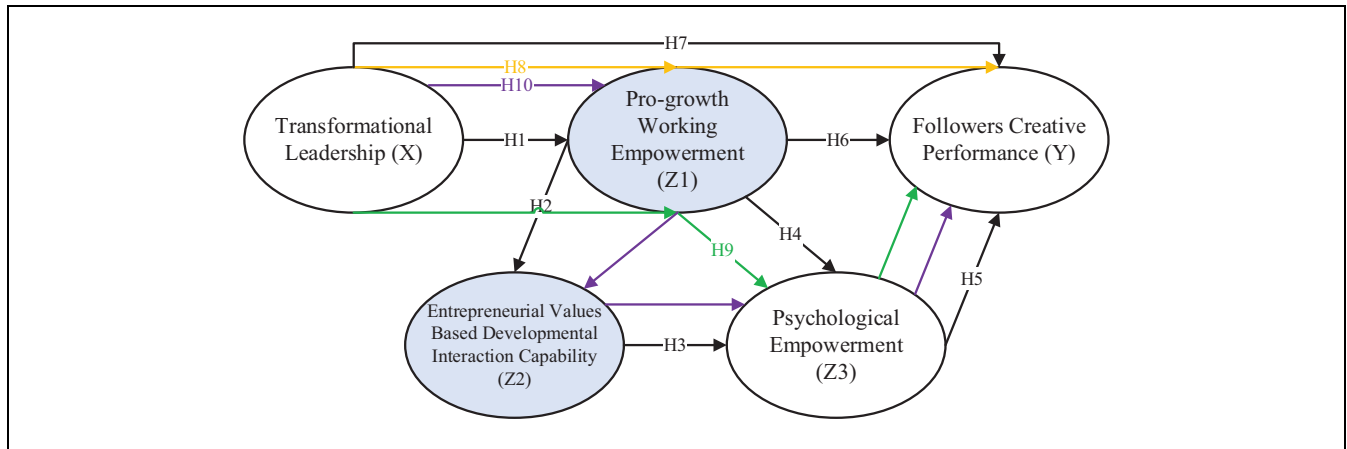 H7
H8
H10
Transformational
Leadership (X)
H1
Pro-growth
Working
Empowerment
(Z1)
H6
Followers Creative
Performance (Y)
H2
H4
H9
H5
Entrepreneurial Values
Based Developmental
Interaction Capability
(Z2)
H3
Psychological
Empowerment
(Z3)